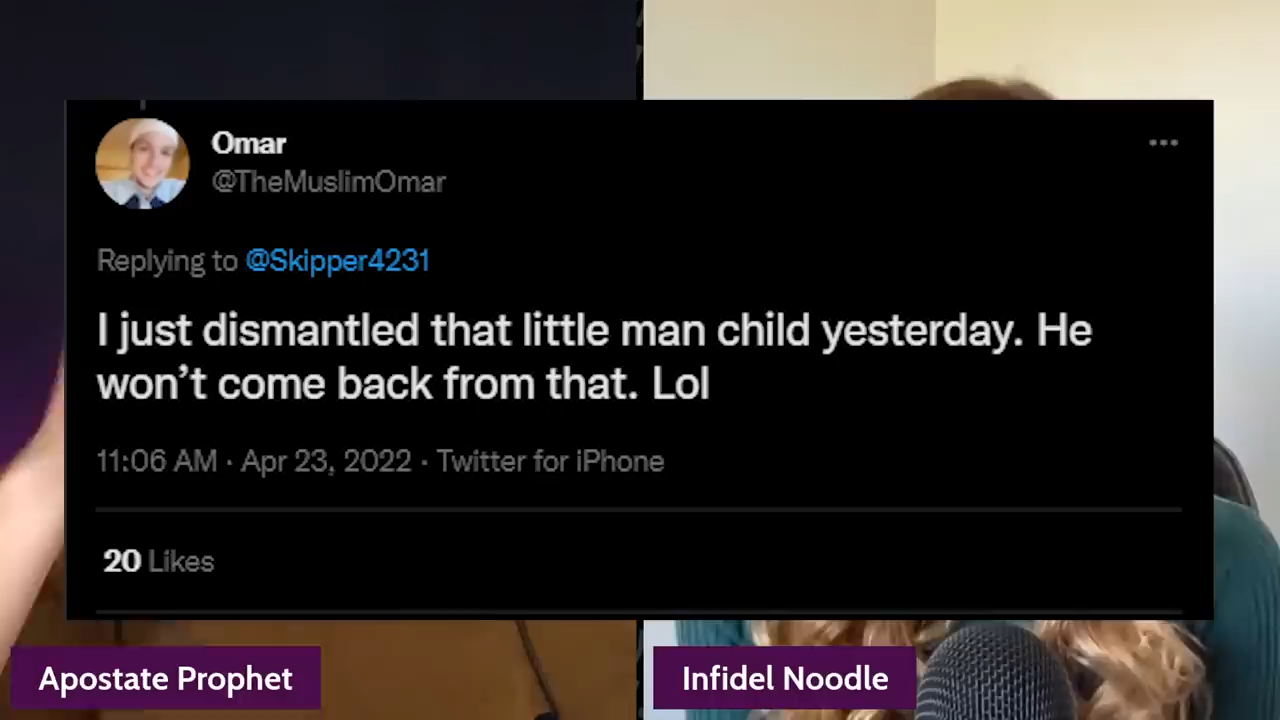 Omar
@TheMuslimOmar
Replying to @Skipper4231
I just dismantled that little man child yesterday. He
won’t come back from that. Lol
11:06 AM · Apr 23, 2022 · Twitter for iPhone
20 Likes
Apostate Prophet
Infidel Noodle